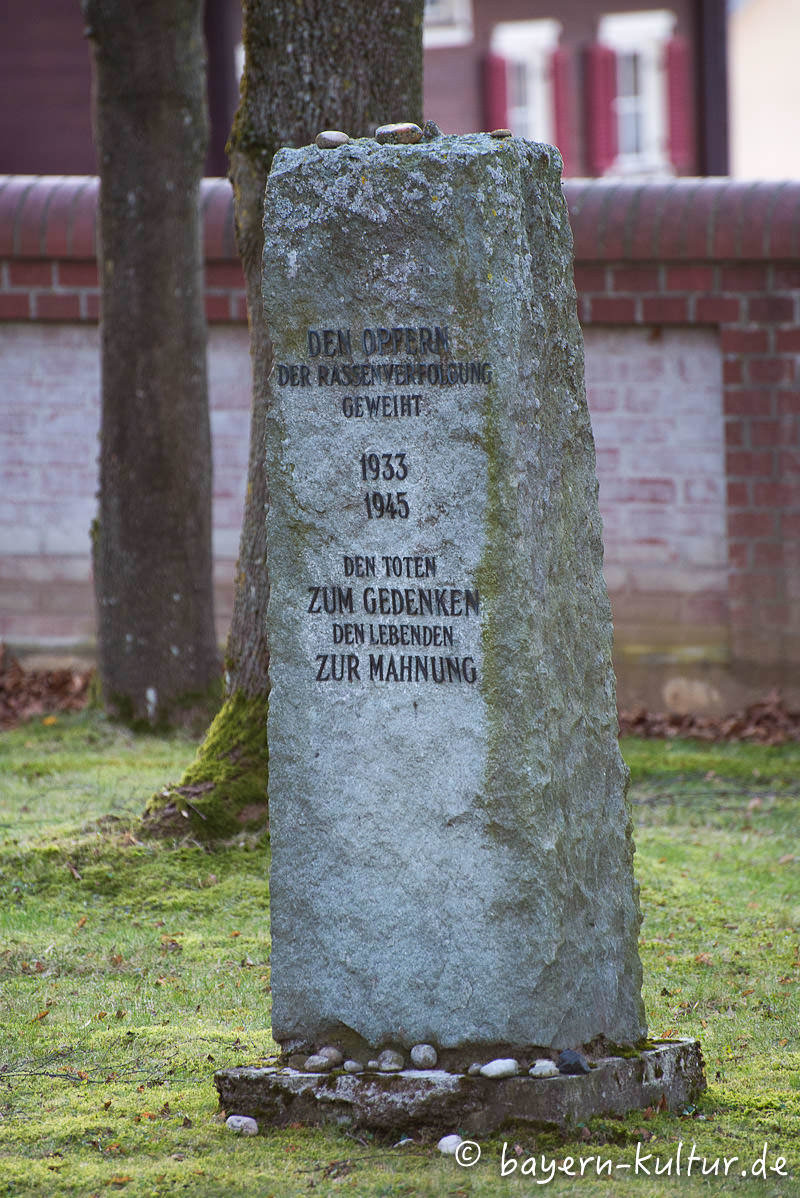 DEN OPFERN
DER RASSENVERFOLGUNG
GEWEIHT
1933
1945
DEN TOTEN
ZUM GEDENKEN
DEN LEBENDEN
ZUR MAHNUNG
© bayern-kultur.de